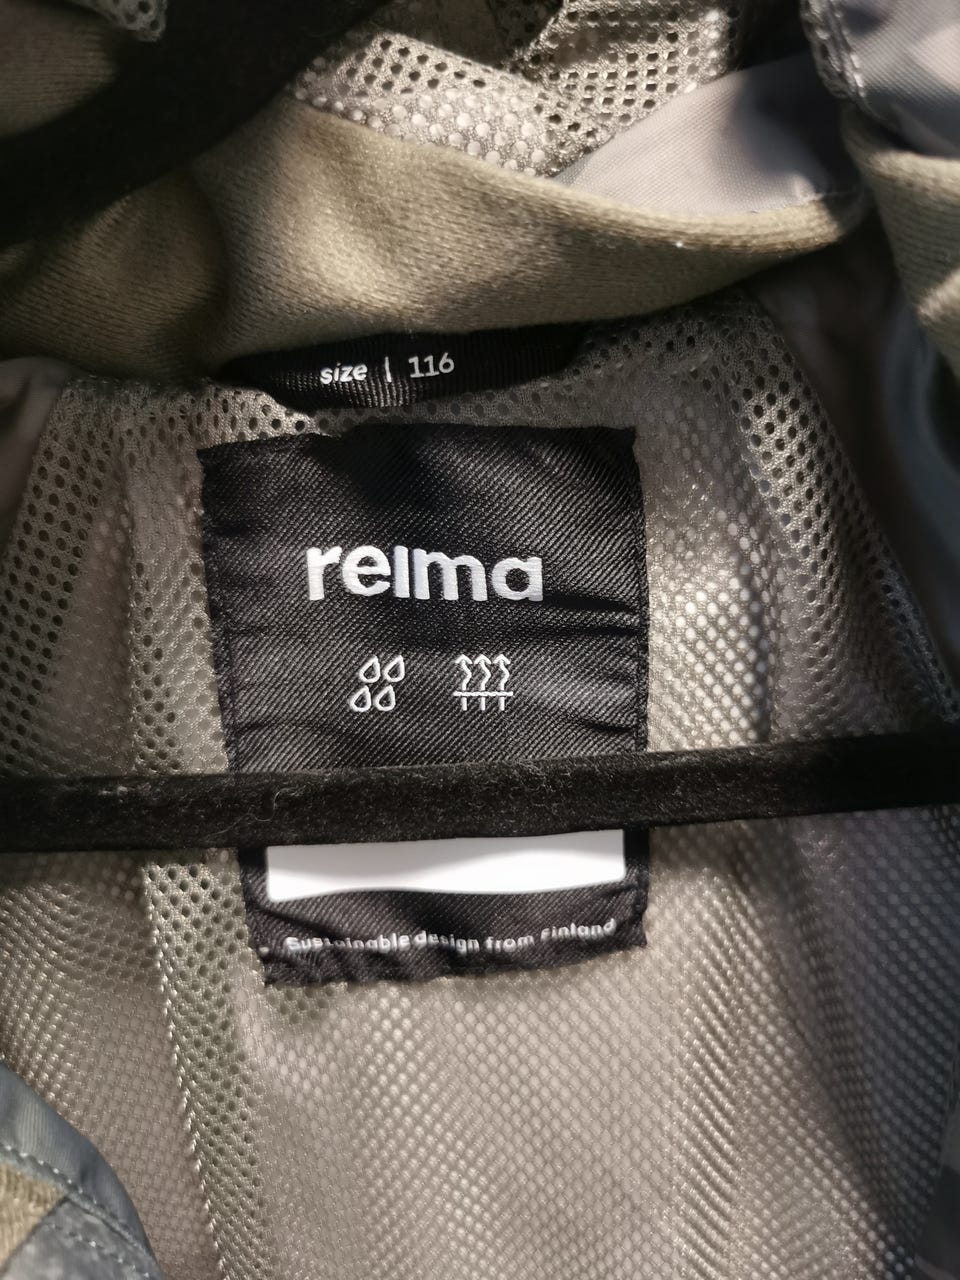 size | 116
reima
Sustainable design from Finland